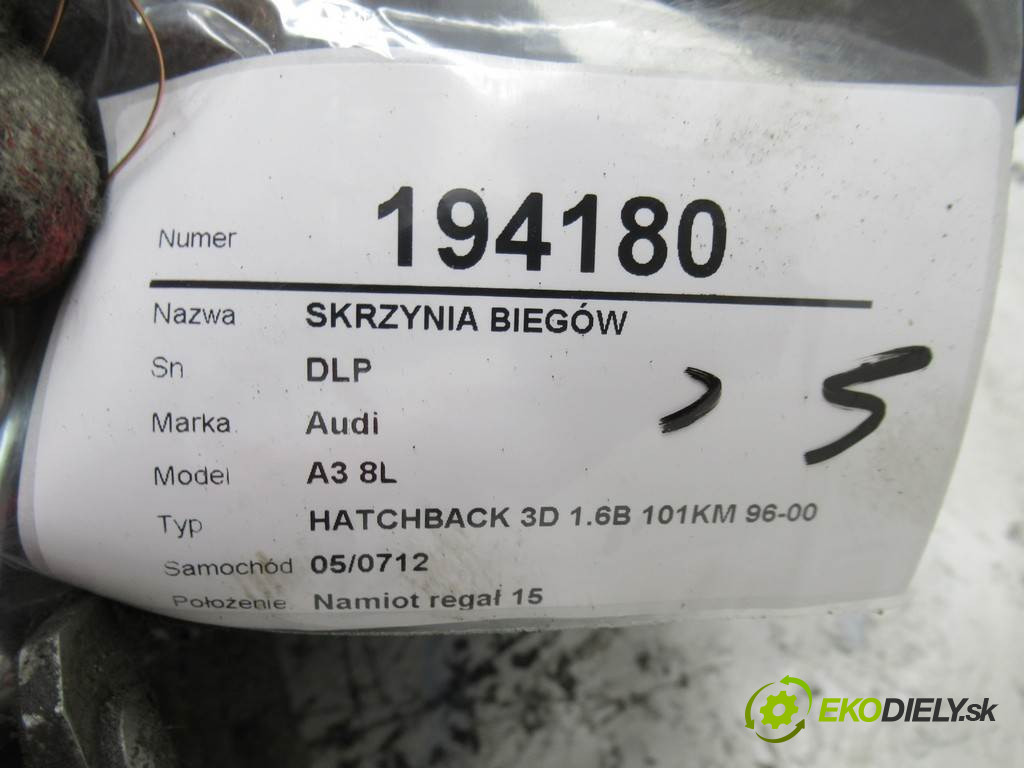 Numer 194180
Nazwa SKRZYNIA BIEGÓW
Sn DLP
Marka Audi
Model A3 8L
Typ HATCHBACK 3D 1.6B 101KM 96-00
Samochód 05/0712
Położenie Namiot regał 15
> 5
EKODIELY.sk